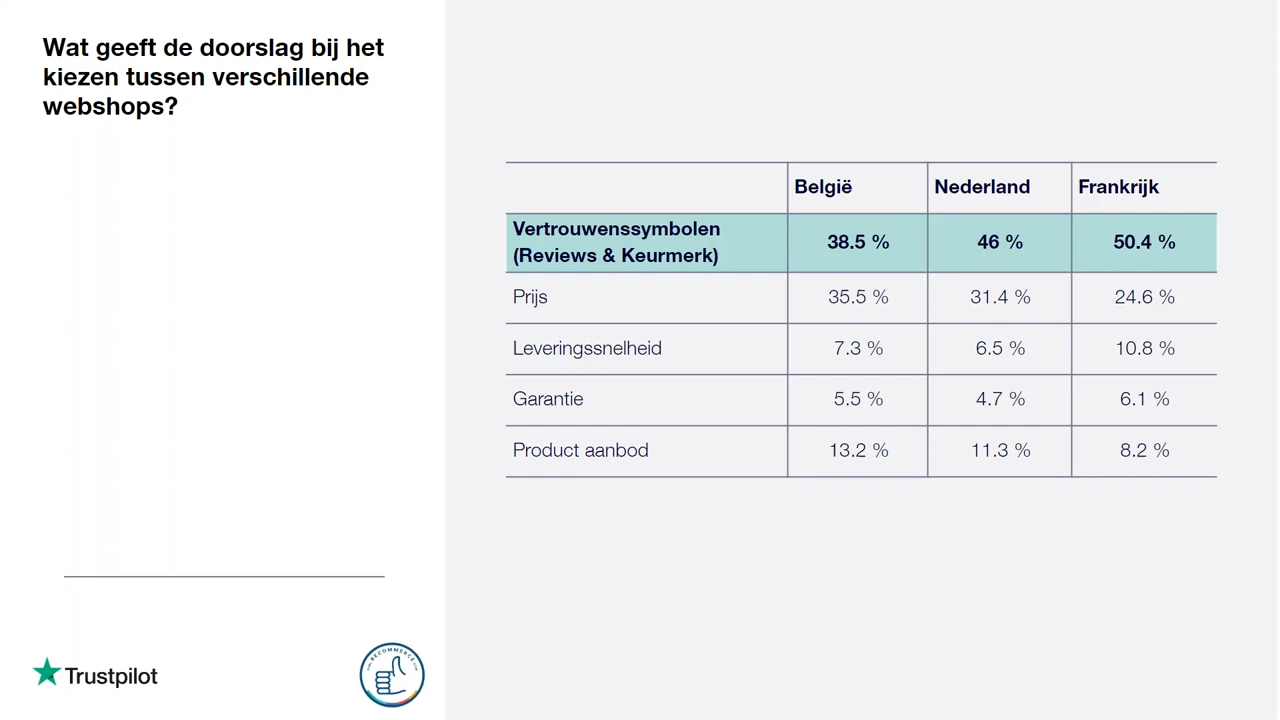 Wat geeft de doorslag bij het
kiezen tussen verschillende
webshops?
België Nederland Frankrijk
Vertrouwenssymbolen
(Reviews & Keurmerk) 38.5 % 46 % 50.4 %
Prijs 35.5 % 31.4 % 24.6 %
Leveringssnelheid 7.3 % 6.5 % 10.8 %
Garantie 5.5 % 4.7 % 6.1 %
Product aanbod 13.2 % 11.3 % 8.2 %
Trustpilot
BECOMMERCE